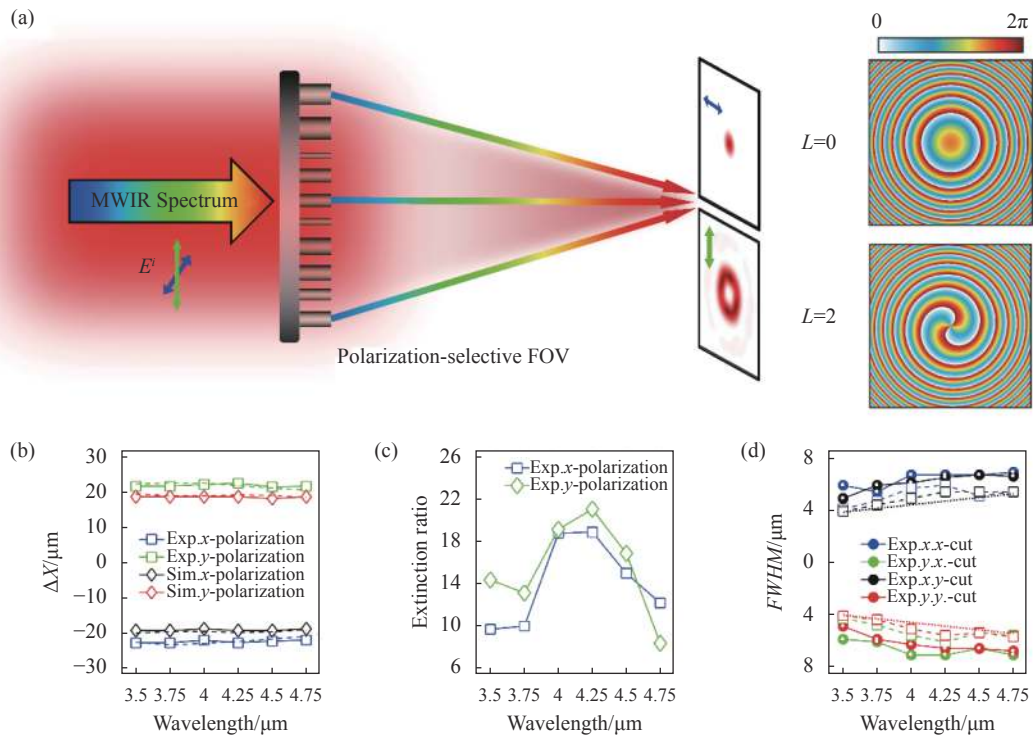 (a)
0
2π
MWIR Spectrum
L=0
Eⁱ
L=2
Polarization-selective FOV
(b)
30
20
10
0
−10
−20
−30
ΔX/μm
Exp.x-polarization
Exp.y-polarization
Sim.x-polarization
Sim.y-polarization
3.5 3.75 4 4.25 4.5 4.75
Wavelength/μm
(c)
26
22
18
14
10
6
Extinction ratio
Exp.x-polarization
Exp.y-polarization
3.5 3.75 4 4.25 4.5 4.75
Wavelength/μm
(d)
8
4
0
4
8
FWHM/μm
Exp.x.x-cut
Exp.y.x.-cut
Exp.x.y-cut
Exp.y.y.-cut
3.5 3.75 4 4.25 4.5 4.75
Wavelength/μm